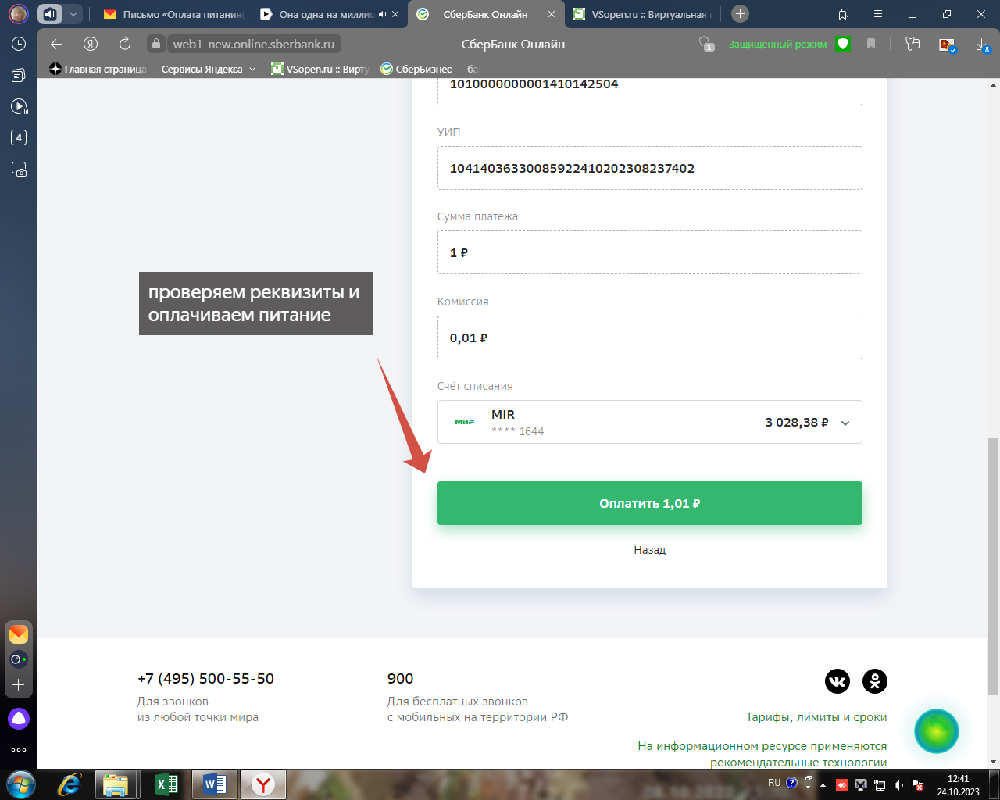 Письмо «Оплата питания(
Она одна на миллио
СберБанк Онлайн
VSopen.ru :: Виртуальная
web1-new.online.sberbank.ru
СберБанк Онлайн
1
Защищённый режим
8
Главная страница
Сервисы Яндекса
VSopen.ru :: Вирту
СберБизнес — ба
4
101000000001410142504
УИП
10414036330085922410202308237402
Сумма платежа
1 ₽
проверяем реквизиты и
оплачиваем питание
Комиссия
0,01 ₽
Счёт списания
МИР
MIR
**** 1644
3 028,38 ₽
Оплатить 1,01 ₽
Назад
+7 (495) 500-55-50
Для звонков
из любой точки мира
900
Для бесплатных звонков
с мобильных на территории РФ
Тарифы, лимиты и сроки
На информационном ресурсе применяются
рекомендательные технологии
RU
12:41
24.10.2023